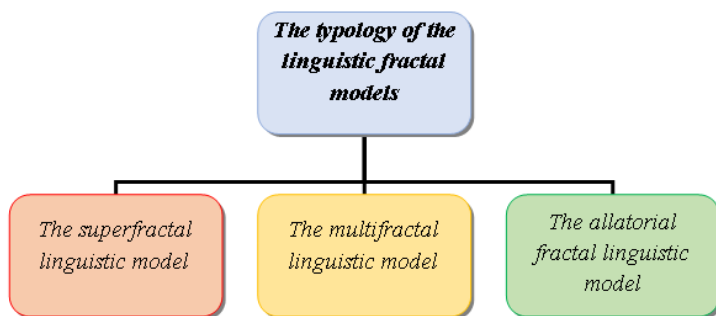 The typology of the
linguistic fractal
models
The superfractal
linguistic model
The multifractal
linguistic model
The allatorial
fractal linguistic
model